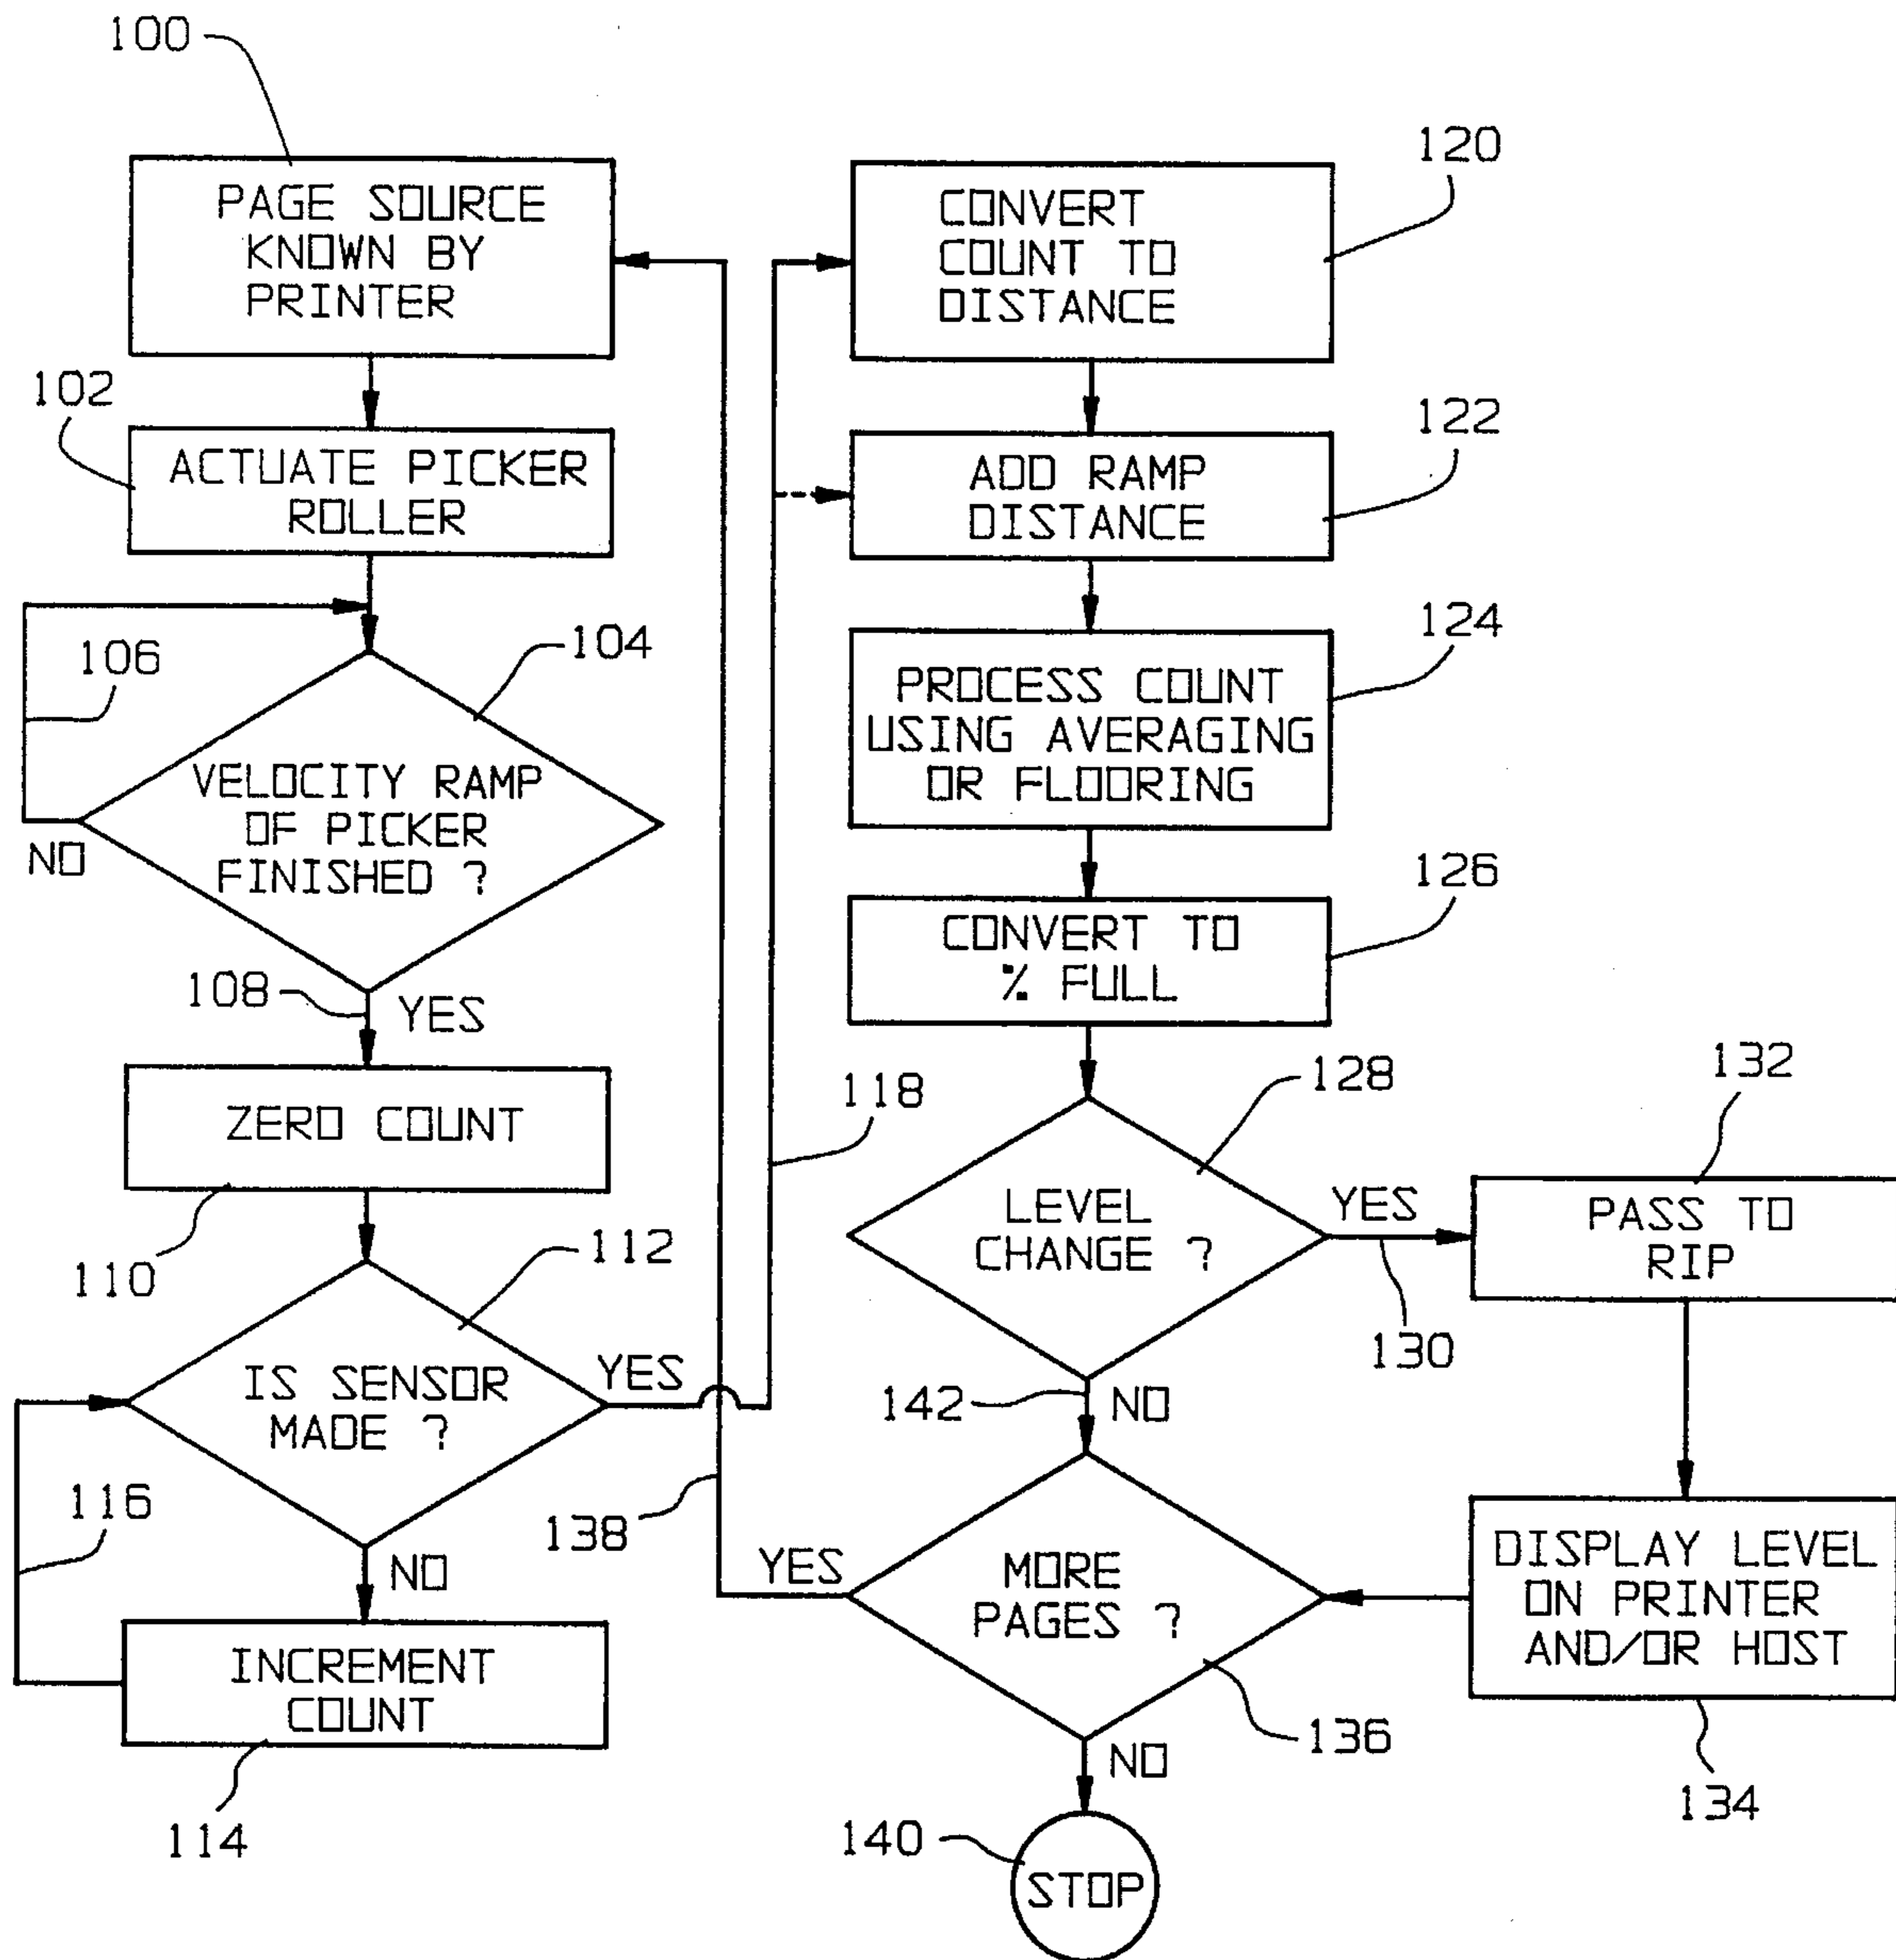 100
PAGE SOURCE
KNOWN BY
PRINTER
102
ACTUATE PICKER
ROLLER
106
104
VELOCITY RAMP
OF PICKER
FINISHED ?
NO
108
YES
ZERO COUNT
110
112
IS SENSOR
MADE ?
YES
116
NO
INCREMENT
COUNT
114
118
138
120
CONVERT
COUNT TO
DISTANCE
122
ADD RAMP
DISTANCE
124
PROCESS COUNT
USING AVERAGING
OR FLOORING
126
CONVERT TO
% FULL
128
LEVEL
CHANGE ?
YES
130
132
PASS TO
RIP
142
NO
DISPLAY LEVEL
ON PRINTER
AND/OR HOST
134
YES
MORE
PAGES ?
136
NO
140
STOP